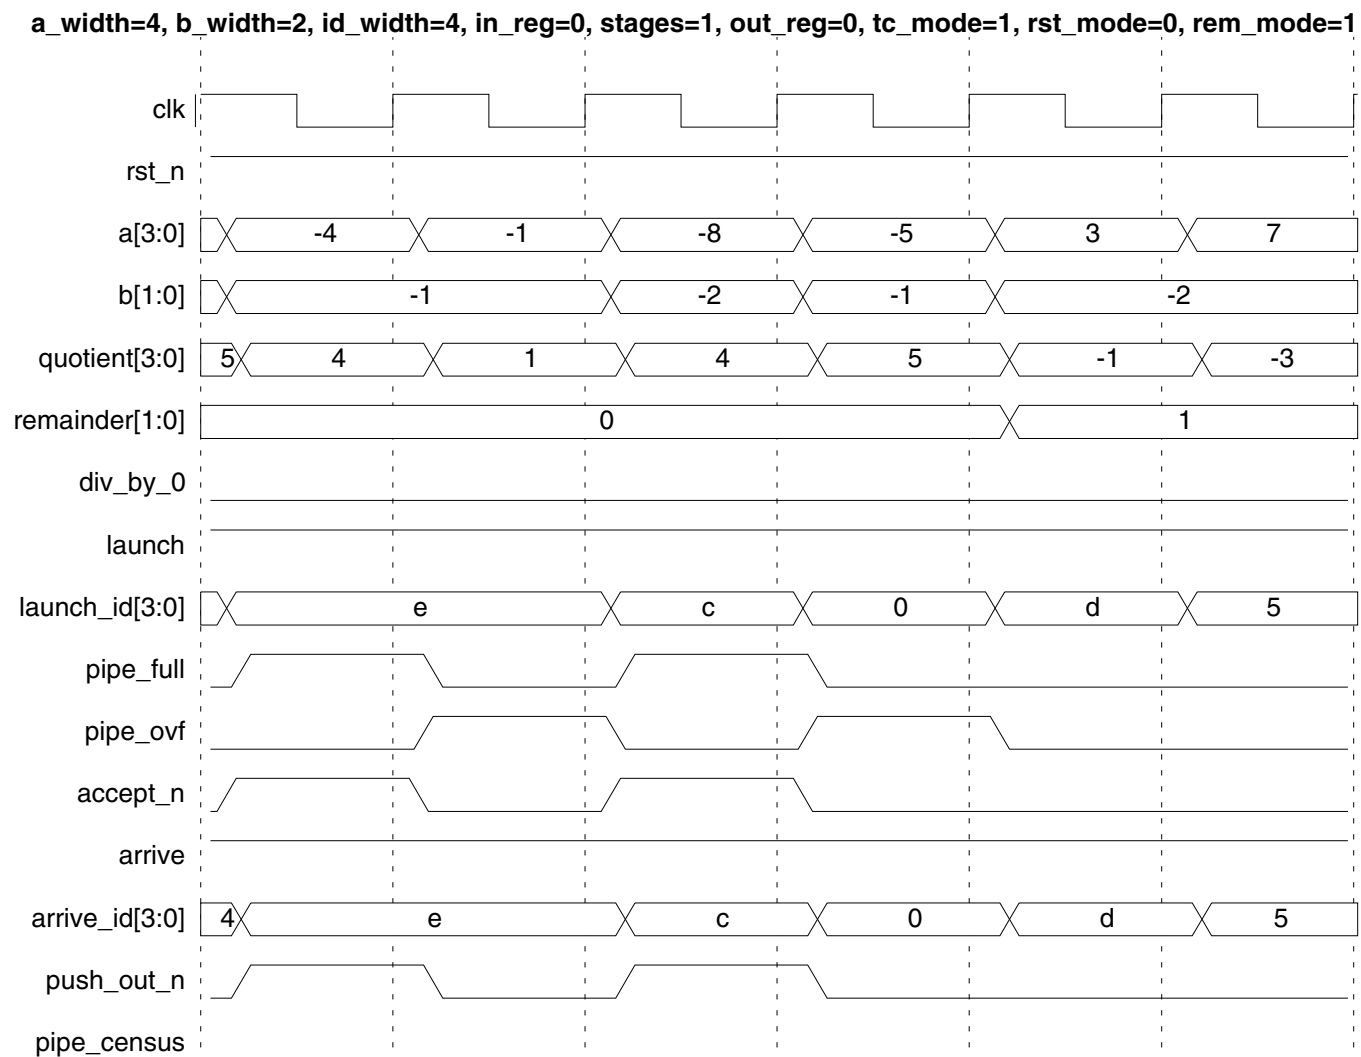 a_width=4, b_width=2, id_width=4, in_reg=0, stages=1, out_reg=0, tc_mode=1, rst_mode=0, rem_mode=1
clk
rst_n
a[3:0] -4 -1 -8 -5 3 7
b[1:0] -1 -2 -1 -2
quotient[3:0] 5 4 1 4 5 -1 -3
remainder[1:0] 0 1
div_by_0
launch
launch_id[3:0] e c 0 d 5
pipe_full
pipe_ovf
accept_n
arrive
arrive_id[3:0] 4 e c 0 d 5
push_out_n
pipe_census